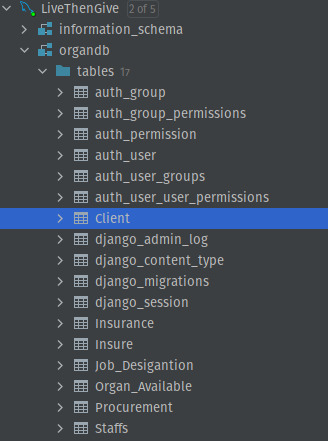 LiveThenGive 2 of 5
information_schema
organdb
tables 17
auth_group
auth_group_permissions
auth_permission
auth_user
auth_user_groups
auth_user_user_permissions
Client
django_admin_log
django_content_type
django_migrations
django_session
Insurance
Insure
Job_Desigantion
Organ_Available
Procurement
Staffs